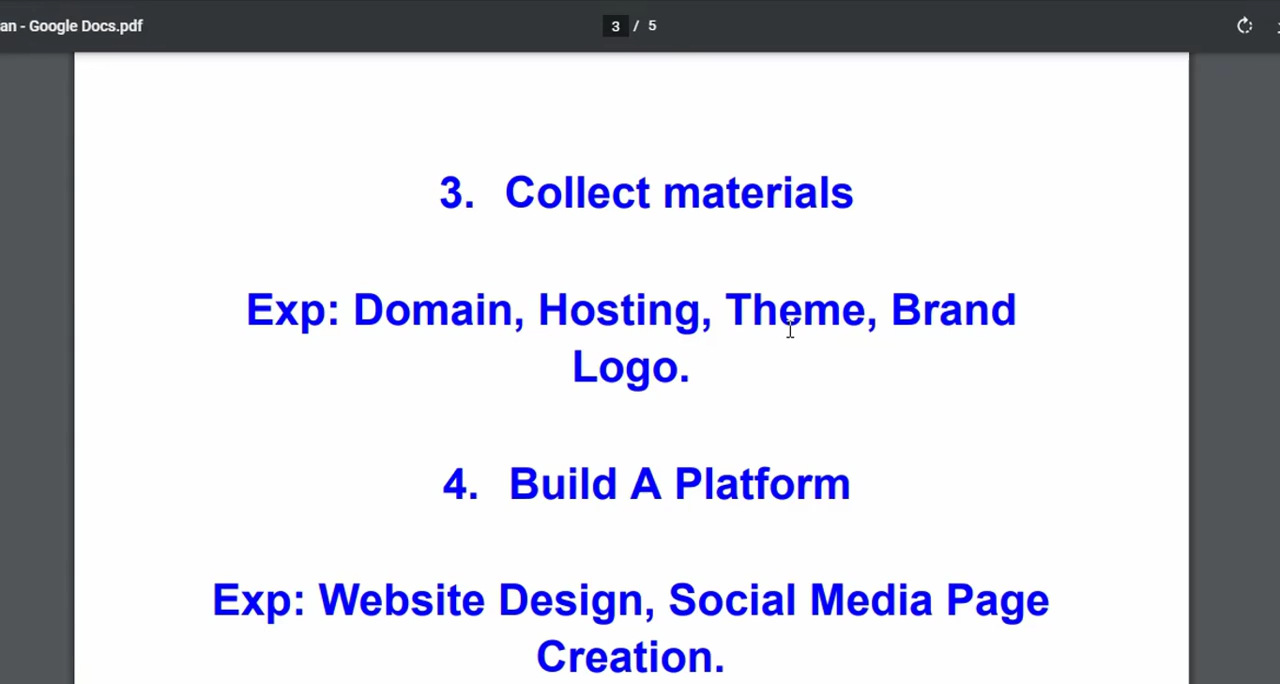 an - Google Docs.pdf
3 / 5
3. Collect materials
Exp: Domain, Hosting, Theme, Brand
Logo.
4. Build A Platform
Exp: Website Design, Social Media Page
Creation.